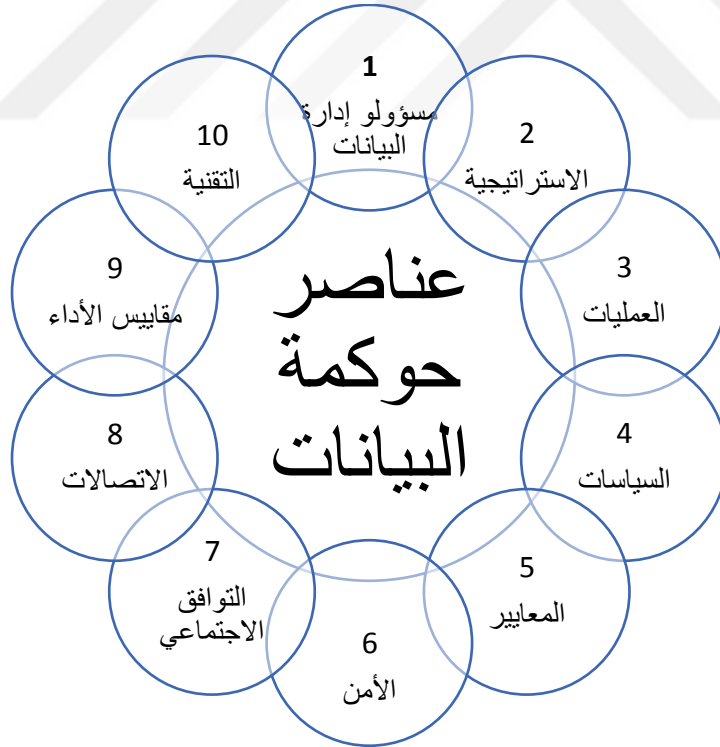 عناصر
حوكمة
البيانات
1
مسؤولو إدارة
البيانات
2
الاستراتيجية
3
العمليات
4
السياسات
5
المعايير
6
الأمن
7
التوافق
الاجتماعي
8
الاتصالات
9
مقاييس الأداء
10
التقنية